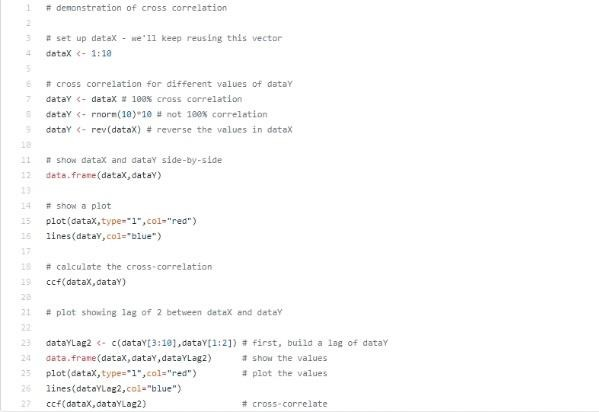 1 # demonstration of cross correlation
2
3 # set up dataX - we'll keep reusing this vector
4 dataX <- 1:10
5
6 # cross correlation for different values of dataY
7 dataY <- dataX # 100% cross correlation
8 dataY <- rnorm(10)*10 # not 100% correlation
9 dataY <- rev(dataX) # reverse the values in dataX
10
11 # show dataX and dataY side-by-side
12 data.frame(dataX,dataY)
13
14 # show a plot
15 plot(dataX,type="l",col="red")
16 lines(dataY,col="blue")
17
18 # calculate the cross-correlation
19 ccf(dataX,dataY)
20
21 # plot showing lag of 2 between dataX and dataY
22
23 dataYLag2 <- c(dataY[3:10],dataY[1:2]) # first, build a lag of dataY
24 data.frame(dataX,dataY,dataYLag2) # show the values
25 plot(dataX,type="l",col="red") # plot the values
26 lines(dataYLag2,col="blue")
27 ccf(dataX,dataYLag2) # cross-correlate